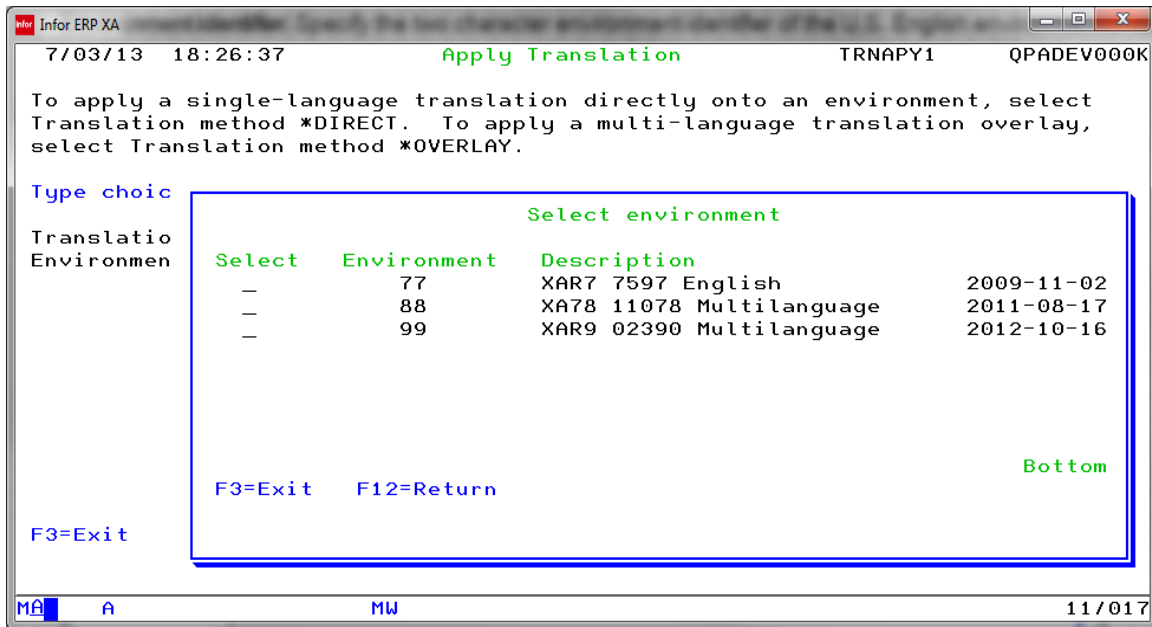 Infor Infor ERP XA
7/03/13 18:26:37 Apply Translation TRNAPY1 QPADEV000K
To apply a single-language translation directly onto an environment, select
Translation method *DIRECT. To apply a multi-language translation overlay,
select Translation method *OVERLAY.
Type choic
Select environment
Translatio
Environmen Select Environment Description
_ 77 XAR7 7597 English 2009-11-02
_ 88 XA78 11078 Multilanguage 2011-08-17
_ 99 XAR9 02390 Multilanguage 2012-10-16
Bottom
F3=Exit F12=Return
F3=Exit
MA A MW 11/017